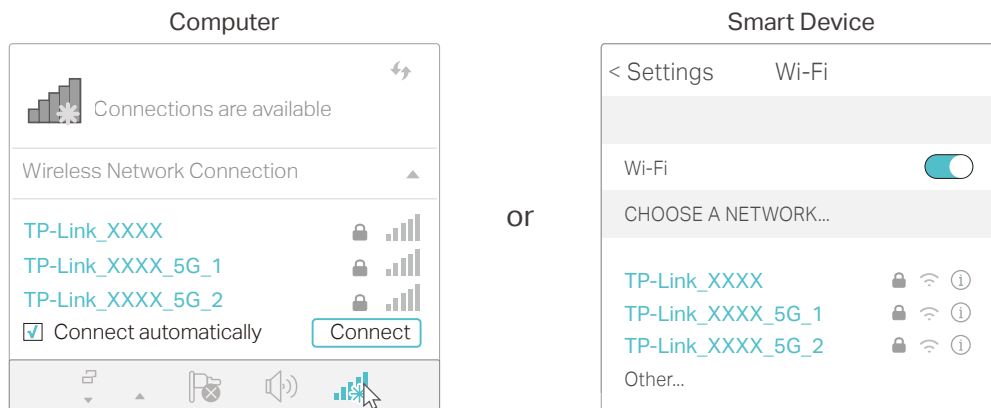 Computer
Connections are available
Wireless Network Connection
TP-Link_XXXX
TP-Link_XXXX_5G_1
TP-Link_XXXX_5G_2
Connect automatically
Connect
or
Smart Device
< Settings
Wi-Fi
Wi-Fi
CHOOSE A NETWORK...
TP-Link_XXXX
TP-Link_XXXX_5G_1
TP-Link_XXXX_5G_2
Other...